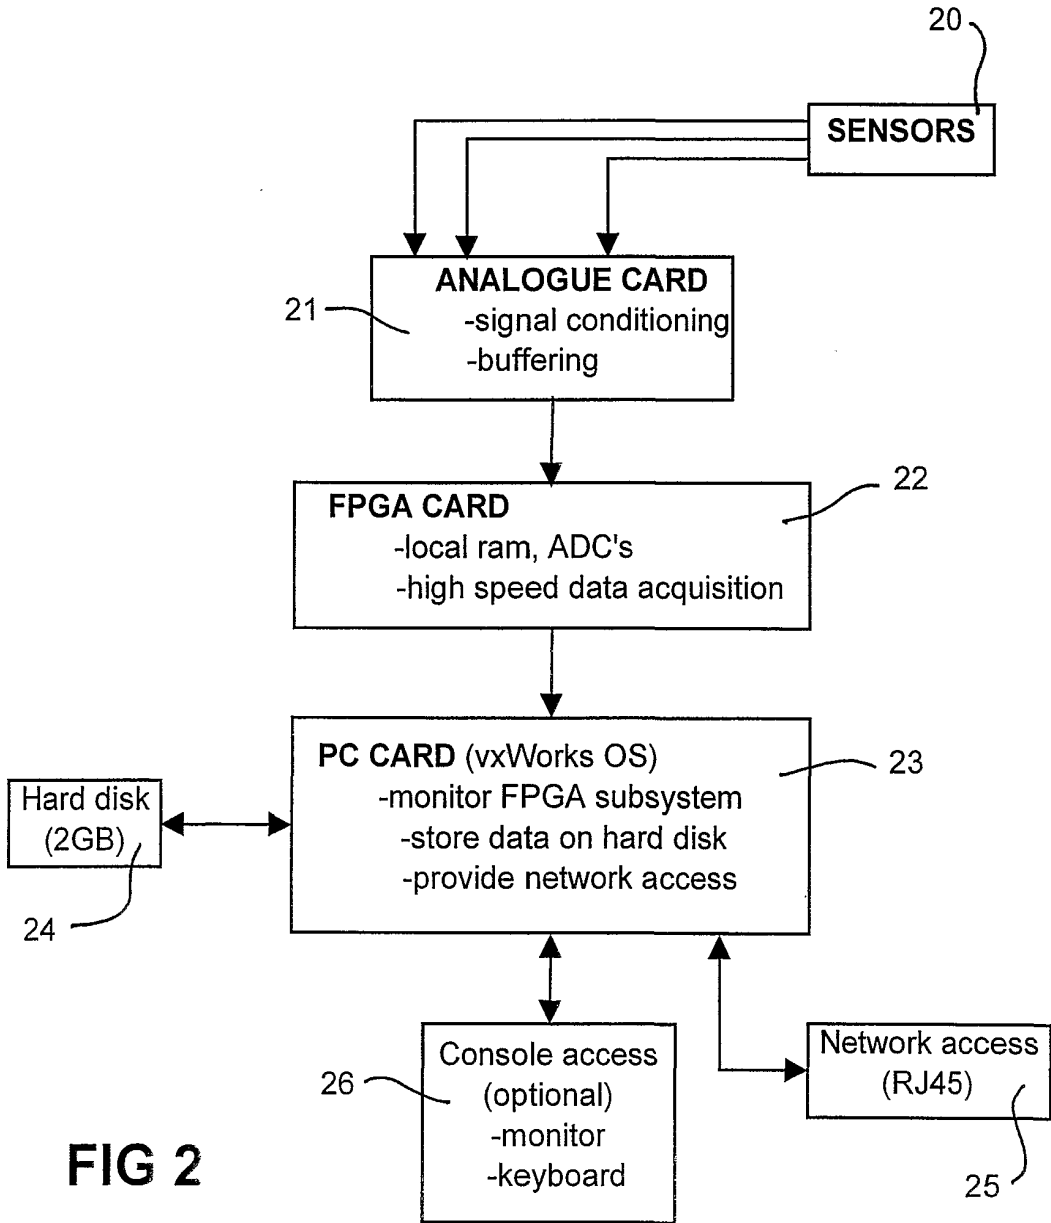 20
SENSORS
ANALOGUE CARD
21
-signal conditioning
-buffering
22
FPGA CARD
-local ram, ADC's
-high speed data acquisition
PC CARD (vxWorks OS)
23
-monitor FPGA subsystem
-store data on hard disk
-provide network access
Hard disk
(2GB)
24
Console access
(optional)
-monitor
-keyboard
26
Network access
(RJ45)
25
FIG 2